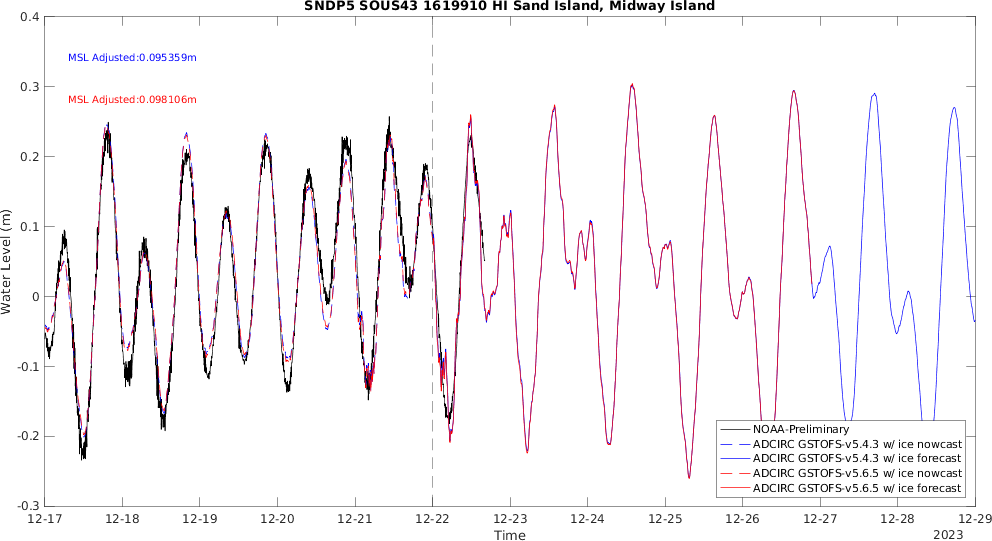 SNDP5 SOUS43 1619910 HI Sand Island, Midway Island
MSL Adjusted:0.095359m
MSL Adjusted:0.098106m
Water Level (m)
0.4
0.3
0.2
0.1
0
-0.1
-0.2
-0.3
NOAA-Preliminary
ADCIRC GSTOFS-v5.4.3 w/ ice nowcast
ADCIRC GSTOFS-v5.4.3 w/ ice forecast
ADCIRC GSTOFS-v5.6.5 w/ ice nowcast
ADCIRC GSTOFS-v5.6.5 w/ ice forecast
12-17 12-18 12-19 12-20 12-21 12-22 12-23 12-24 12-25 12-26 12-27 12-28 12-29
Time
2023